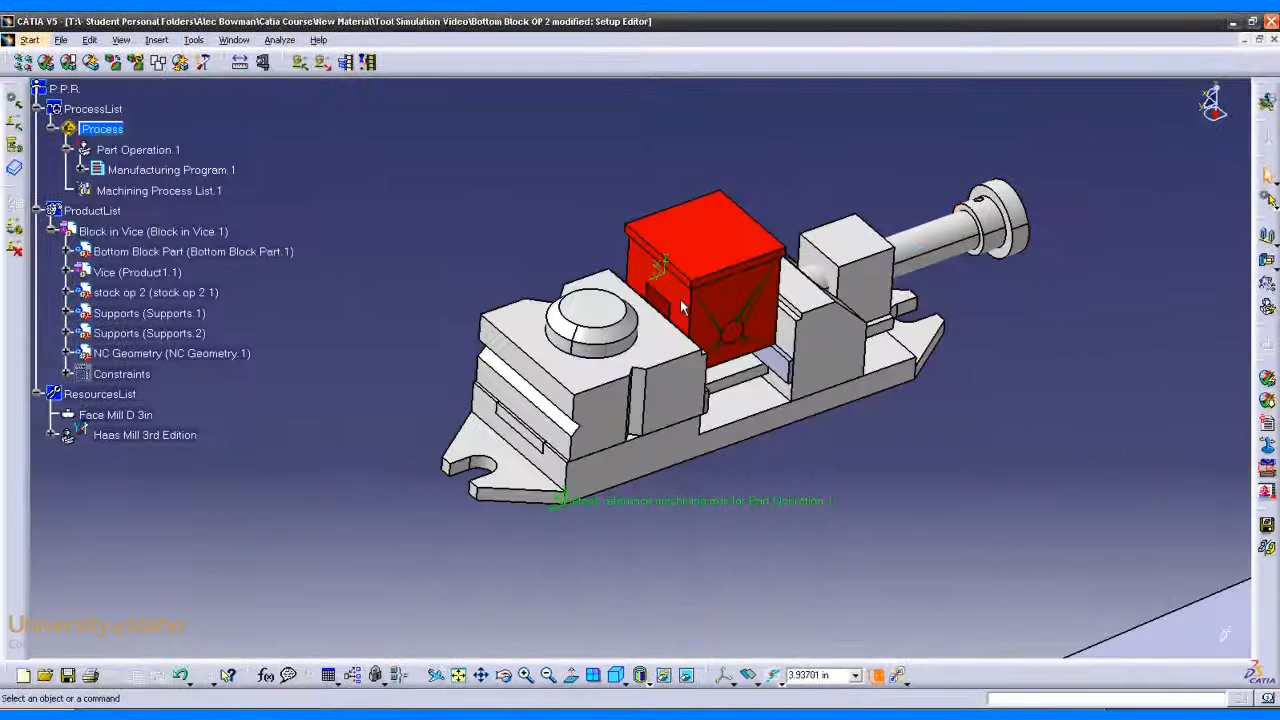 CATIA V5 - [T:\- Student Personal Folders\Alec Bowman\Catia Course\New Material\Tool Simulation Video\Bottom Block OP 2 modified: Setup Editor]
Start File Edit View Insert Tools Window Analyze Help
P.P.R.
ProcessList
Process
Part Operation.1
Manufacturing Program.1
Machining Process List.1
ProductList
Block in Vice (Block in Vice.1)
Bottom Block Part (Bottom Block Part.1)
Vice (Product1.1)
stock op 2 (stock op 2 1)
Supports (Supports.1)
Supports (Supports.2)
NC Geometry (NC Geometry.1)
Constraints
ResourcesList
Face Mill D 3in
Haas Mill 3rd Edition
reference machining axis for Part Operation.1
University of Idaho
3.93701 in
CATIA
Select an object or a command